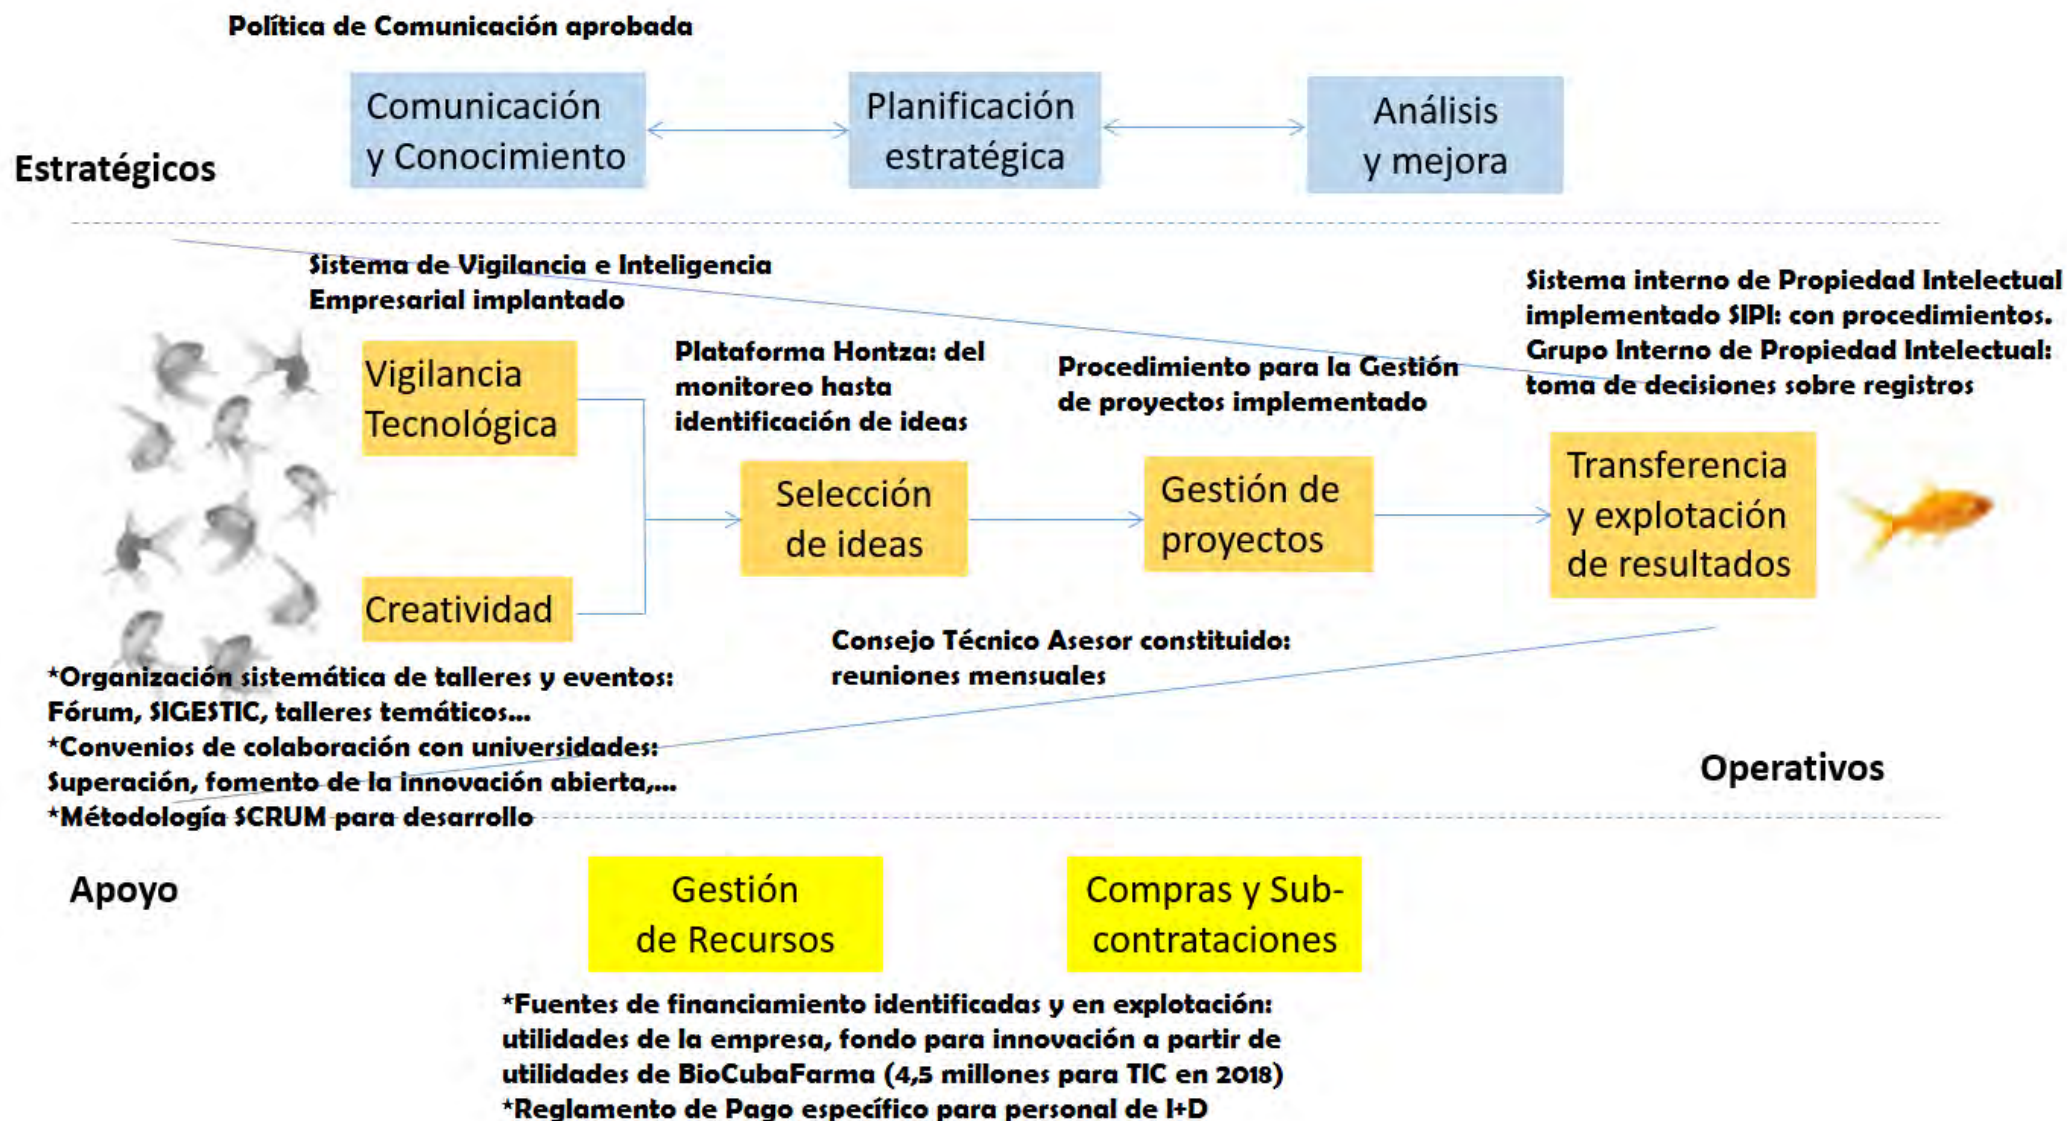 Política de Comunicación aprobada
Comunicación
y Conocimiento
Planificación
estratégica
Análisis
y mejora
Estratégicos
Sistema de Vigilancia e Inteligencia
Empresarial implantado
Sistema interno de Propiedad Intelectual
implementado SIPI: con procedimientos.
Grupo Interno de Propiedad Intelectual:
toma de decisiones sobre registros
Vigilancia
Tecnológica
Plataforma Hontza: del
monitoreo hasta
identificación de ideas
Procedimiento para la Gestión
de proyectos implementado
Selección
de ideas
Gestión de
proyectos
Transferencia
y explotación
de resultados
Creatividad
Consejo Técnico Asesor constituido:
reuniones mensuales
*Organización sistemática de talleres y eventos:
Fórum, SIGESTIC, talleres temáticos...
*Convenios de colaboración con universidades:
Superación, fomento de la innovación abierta,...
*Métodología SCRUM para desarrollo
Operativos
Apoyo
Gestión
de Recursos
Compras y Sub-
contrataciones
*Fuentes de financiamiento identificadas y en explotación:
utilidades de la empresa, fondo para innovación a partir de
utilidades de BioCubaFarma (4,5 millones para TIC en 2018)
*Reglamento de Pago específico para personal de I+D